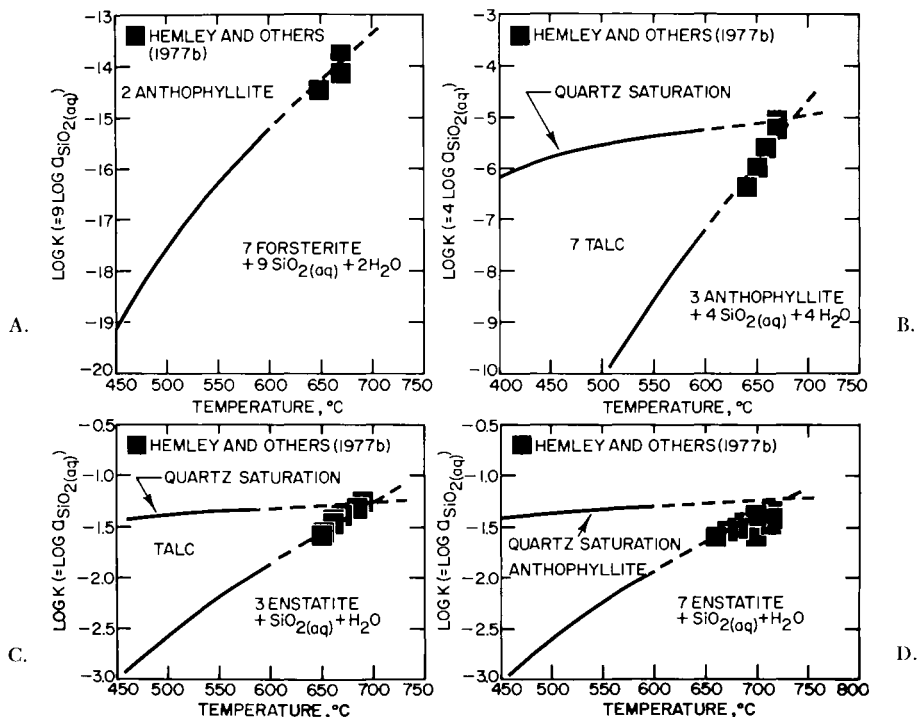 A.
HEMLEY AND OTHERS
(1977b)
2 ANTHOPHYLLITE
7 FORSTERITE
+ 9 SiO2(aq) + 2H2O
LOG K (= 9 LOG aSiO2(aq))
-13
-14
-15
-16
-17
-18
-19
-20
450 500 550 600 650 700 750
TEMPERATURE, °C
B.
HEMLEY AND OTHERS (1977b)
QUARTZ SATURATION
7 TALC
3 ANTHOPHYLLITE
+ 4 SiO2(aq) + 4 H2O
LOG K (= 4 LOG aSiO2(aq))
-3
-4
-5
-6
-7
-8
-9
-10
400 450 500 550 600 650 700 750
TEMPERATURE, °C
C.
HEMLEY AND OTHERS (1977b)
QUARTZ SATURATION
TALC
3 ENSTATITE
+ SiO2(aq) + H2O
LOG K (= LOG aSiO2(aq))
-0.5
-1.0
-1.5
-2.0
-2.5
-3.0
450 500 550 600 650 700 750
TEMPERATURE, °C
D.
HEMLEY AND OTHERS (1977b)
QUARTZ SATURATION
ANTHOPHYLLITE
7 ENSTATITE
+ SiO2(aq) + H2O
LOG K (= LOG aSiO2(aq))
-0.5
-1.0
-1.5
-2.0
-2.5
-3.0
450 500 550 600 650 700 750 800
TEMPERATURE, °C